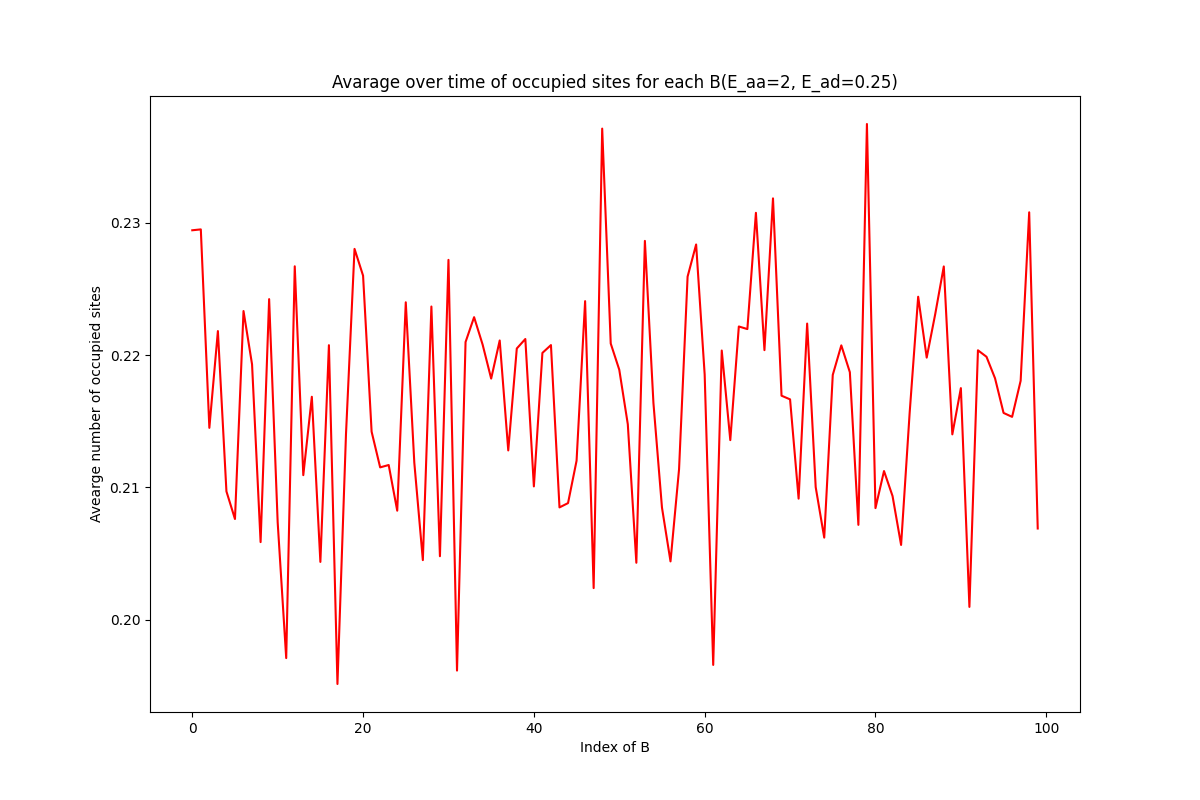 Avarage over time of occupied sites for each B(E_aa=2, E_ad=0.25)
0.23
0.22
0.21
0.20
Avearge number of occupied sites
0 20 40 60 80 100
Index of B